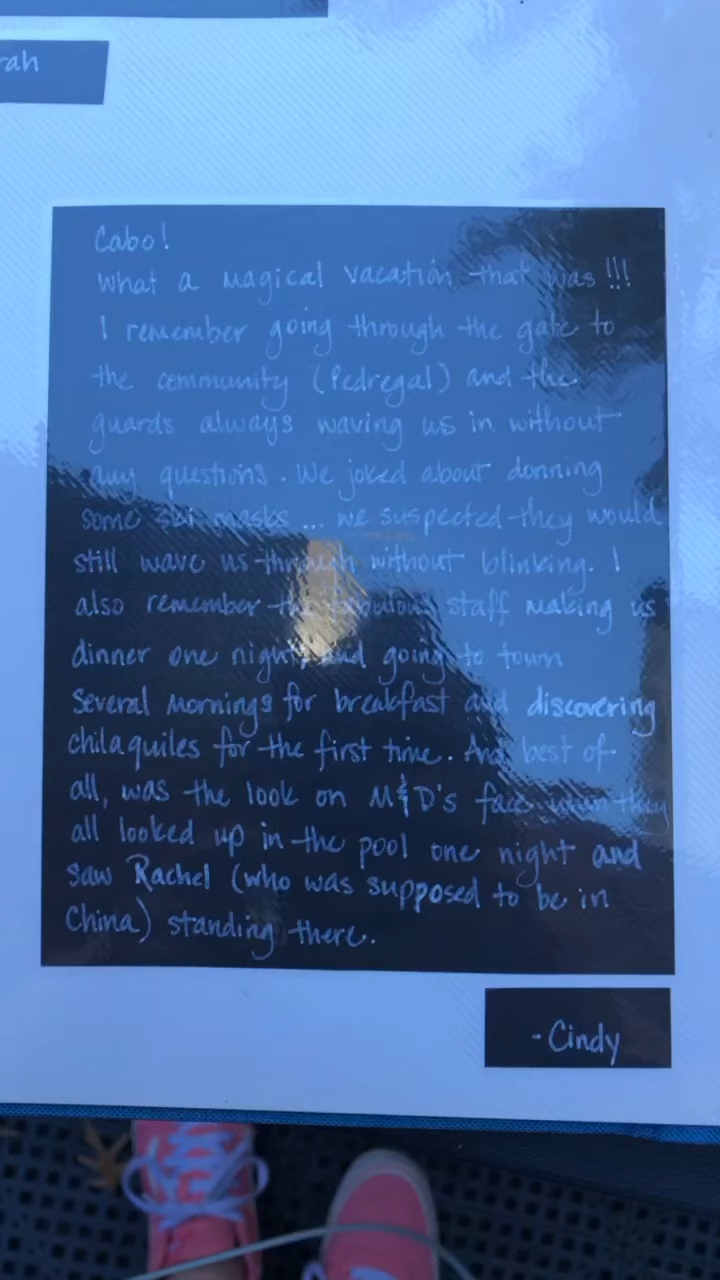 rah
Cabo!
What a magical vacation that was !!!
I remember going through the gate to
the community (Pedregal) and the
guards always waving us in without
any questions. We joked about donning
some ski masks ... we suspected they would
still wave us through without blinking. I
also remember the fabulous staff making us
dinner one night, and going to town
several mornings for breakfast and discovering
chilaquiles for the first time. And best of
all, was the look on M&D's face when they
all looked up in the pool one night and
saw Rachel (who was supposed to be in
China) standing there.
- Cindy